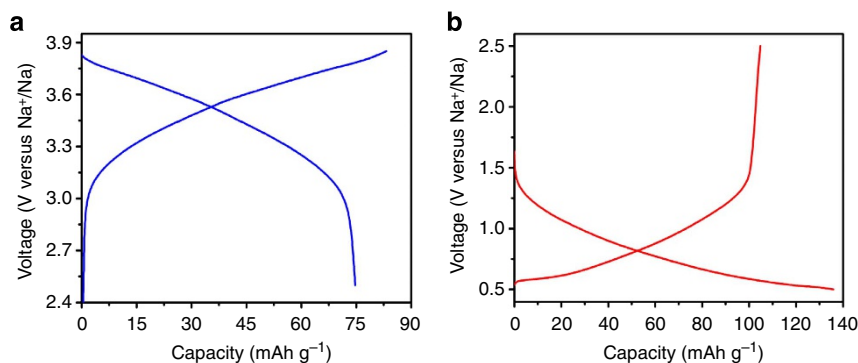 a
3.9
3.6
3.3
3.0
2.7
2.4
Voltage (V versus Na⁺/Na)
0 15 30 45 60 75 90
Capacity (mAh g⁻¹)
b
2.5
2.0
1.5
1.0
0.5
Voltage (V versus Na⁺/Na)
0 20 40 60 80 100 120 140
Capacity (mAh g⁻¹)